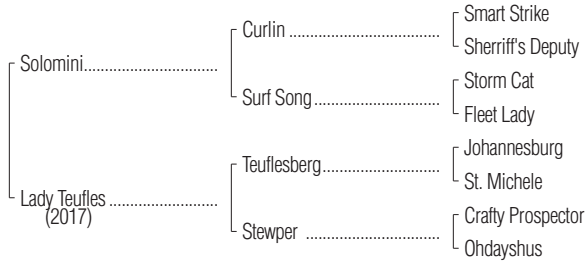 Smart Strike
Curlin
Sherriff's Deputy
Solomini
Storm Cat
Surf Song
Fleet Lady
Johannesburg
Teuflesberg
St. Michele
Lady Teufles
(2017)
Crafty Prospector
Stewper
Ohdayshus